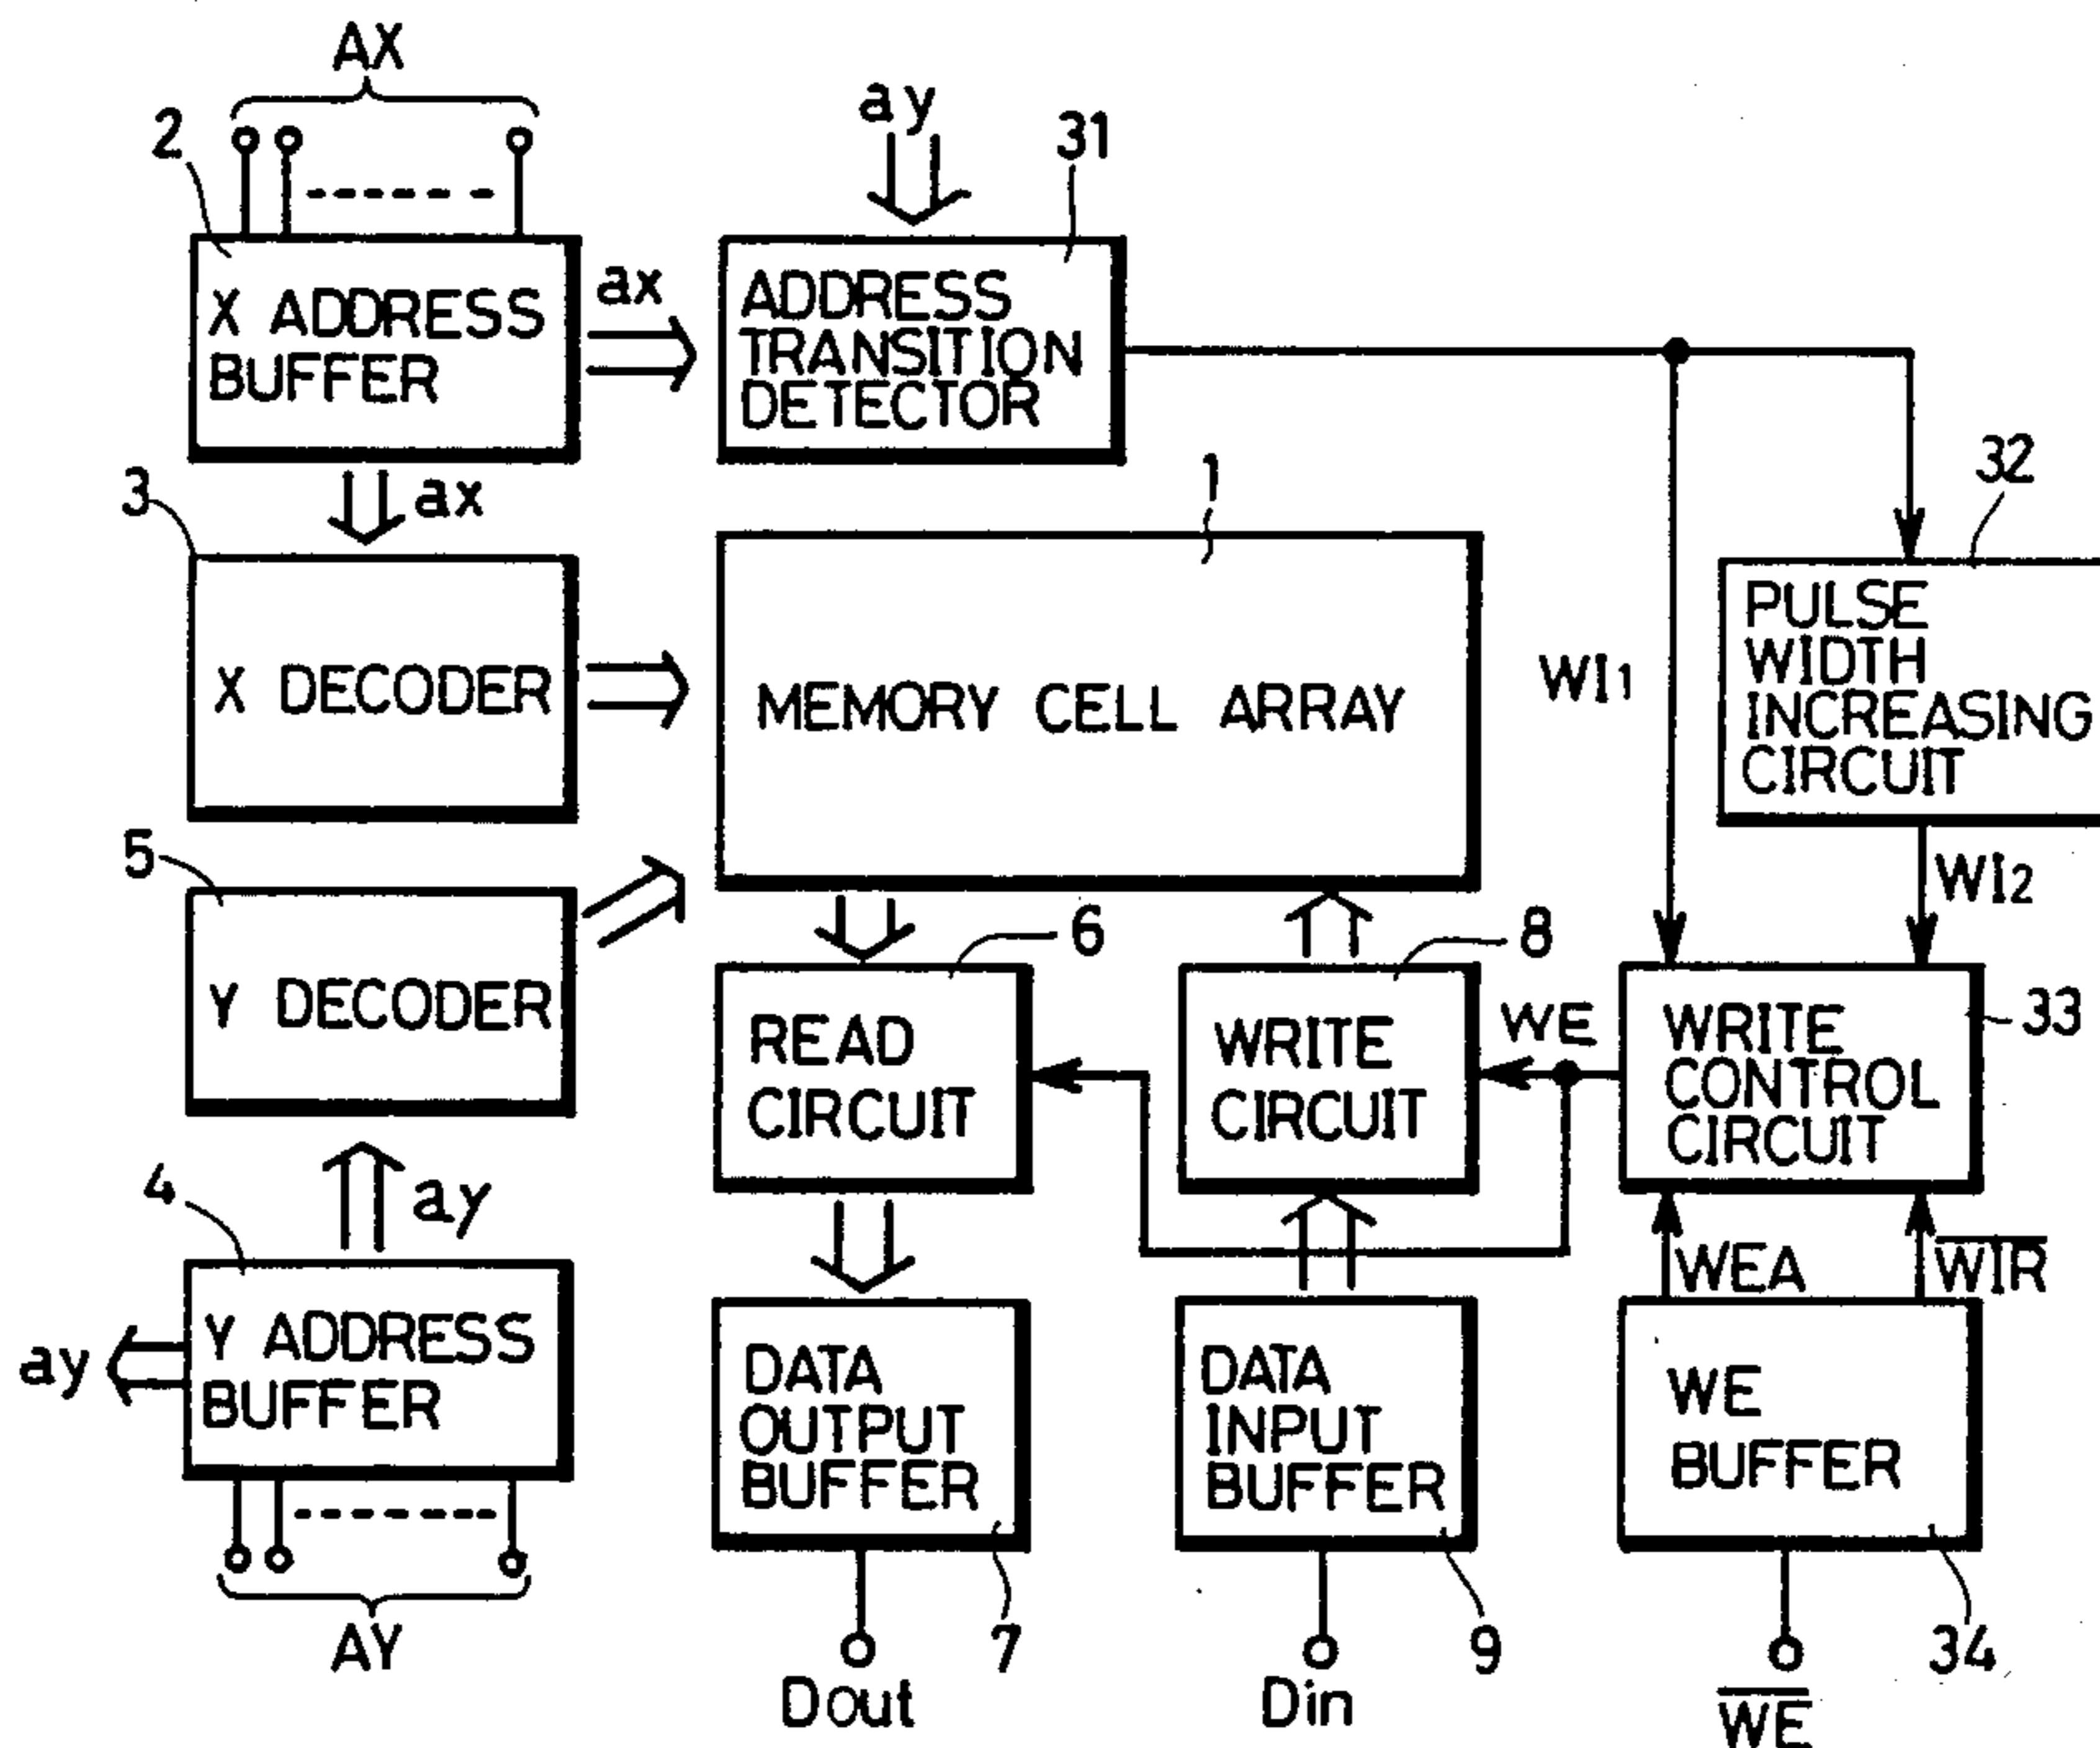 AX
2
ay
31
X ADDRESS
BUFFER
ax
ADDRESS
TRANSITION
DETECTOR
ax
3
1
32
X DECODER
MEMORY CELL ARRAY
WI1
PULSE
WIDTH
INCREASING
CIRCUIT
5
WI2
6
8
Y DECODER
READ
CIRCUIT
WRITE
CIRCUIT
WE
WRITE
CONTROL
CIRCUIT
33
4
ay
WEA
W̅I̅R̅
ay
Y ADDRESS
BUFFER
DATA
OUTPUT
BUFFER
DATA
INPUT
BUFFER
WE
BUFFER
AY
7
9
34
Dout
Din
W̅E̅